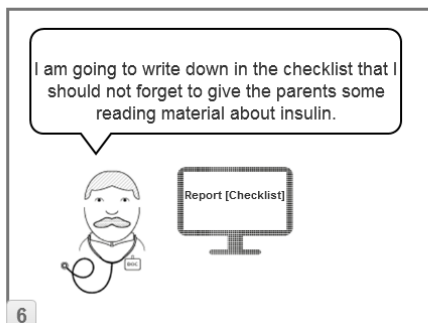 I am going to write down in the checklist that I
should not forget to give the parents some
reading material about insulin.
Report [Checklist]
6